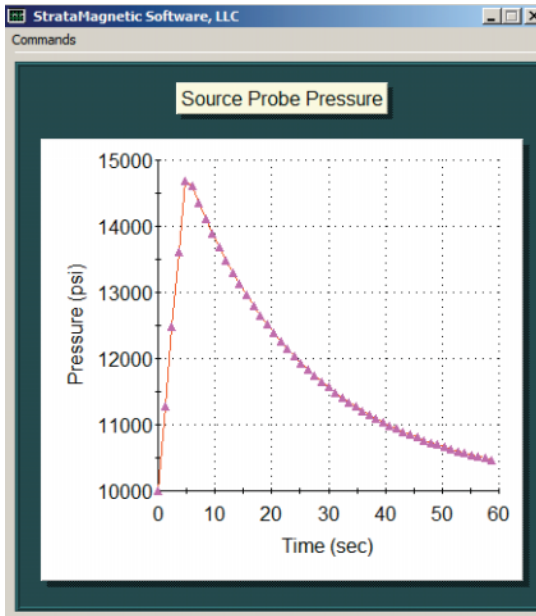 StrataMagnetic Software, LLC
Commands
Source Probe Pressure
15000
14000
13000
12000
11000
10000
Pressure (psi)
0 10 20 30 40 50 60
Time (sec)